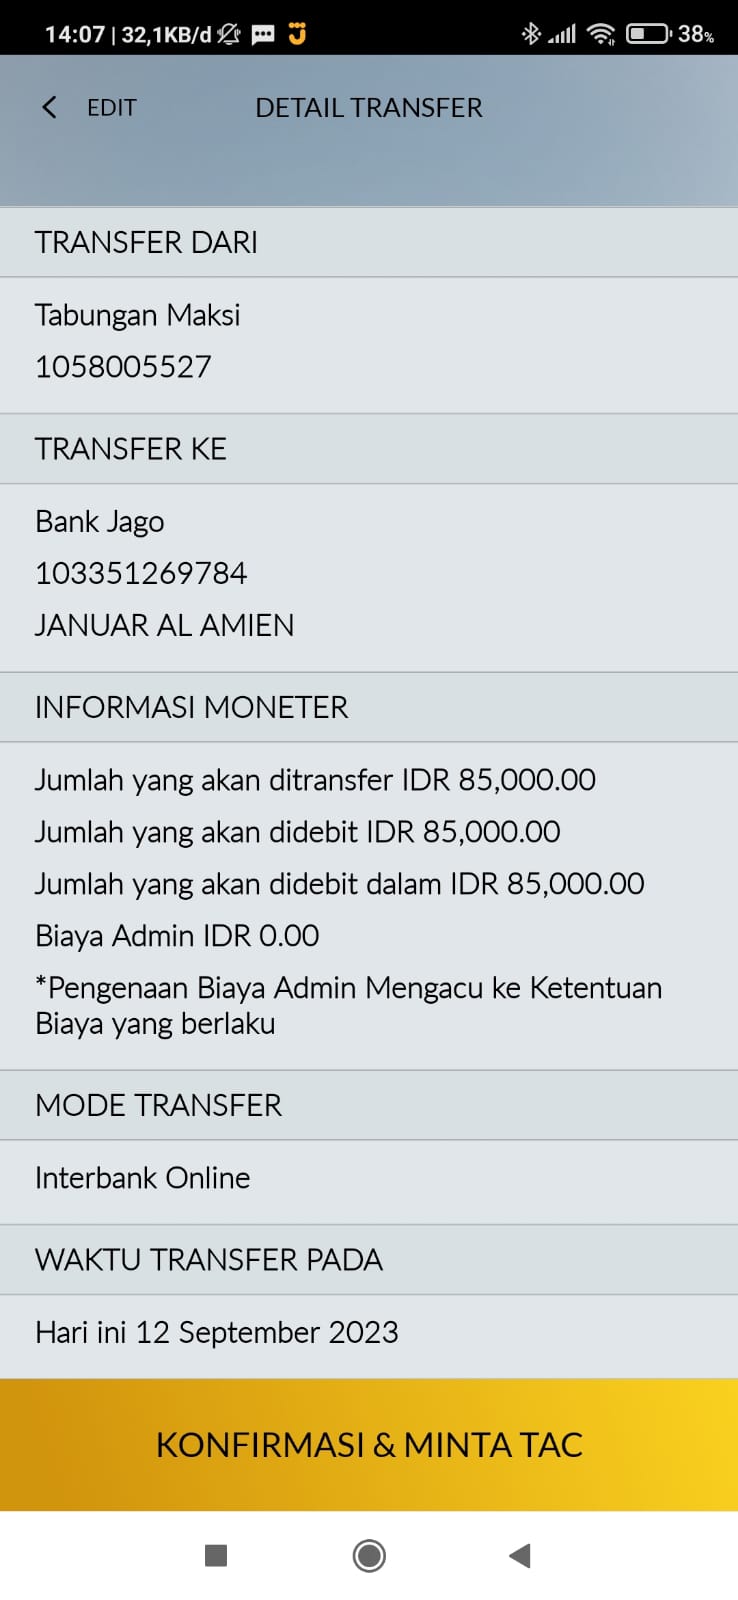 14:07 | 32,1KB/d 38%
EDIT DETAIL TRANSFER
TRANSFER DARI
Tabungan Maksi
1058005527
TRANSFER KE
Bank Jago
103351269784
JANUAR AL AMIEN
INFORMASI MONETER
Jumlah yang akan ditransfer IDR 85,000.00
Jumlah yang akan didebit IDR 85,000.00
Jumlah yang akan didebit dalam IDR 85,000.00
Biaya Admin IDR 0.00
*Pengenaan Biaya Admin Mengacu ke Ketentuan
Biaya yang berlaku
MODE TRANSFER
Interbank Online
WAKTU TRANSFER PADA
Hari ini 12 September 2023
KONFIRMASI & MINTA TAC